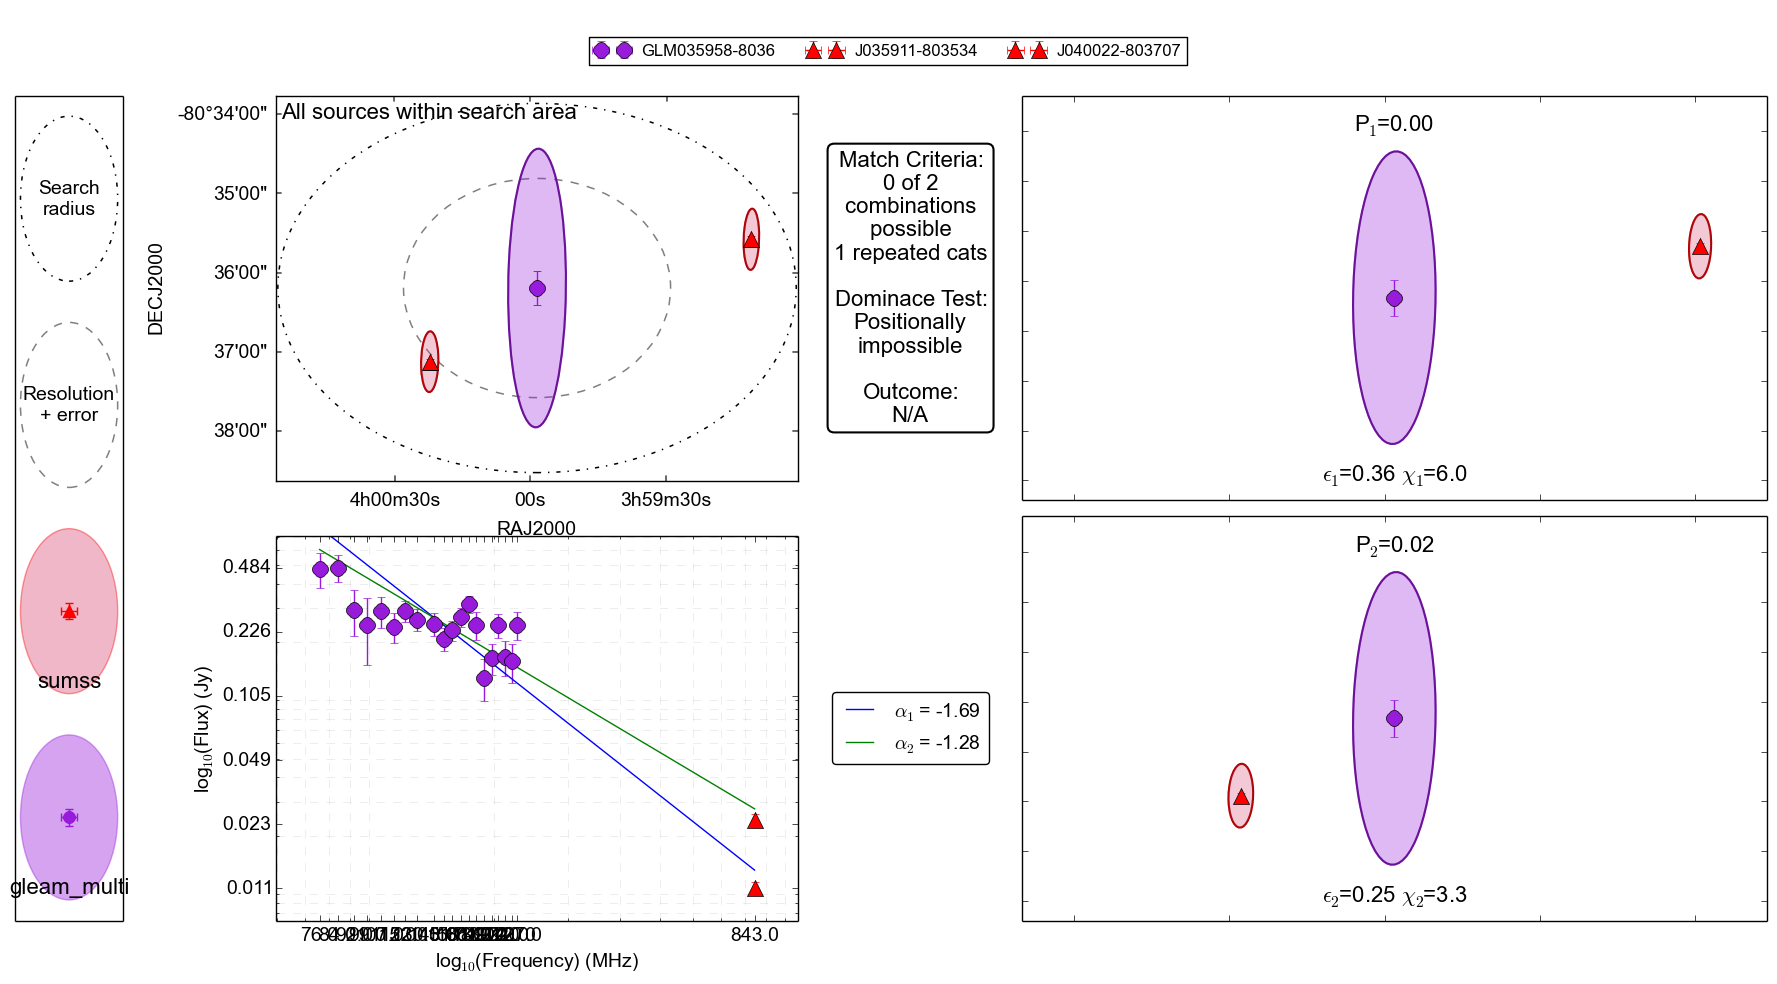 GLM035958-8036 J035911-803534 J040022-803707
Search
radius
Resolution
+ error
sumss
gleam_multi
All sources within search area
-80°34'00"
35'00"
36'00"
37'00"
38'00"
DECJ2000
4h00m30s 00s 3h59m30s
RAJ2000
Match Criteria:
0 of 2
combinations
possible
1 repeated cats
Dominace Test:
Positionally
impossible
Outcome:
N/A
P1=0.00
ϵ1=0.36 χ1=6.0
P2=0.02
ϵ2=0.25 χ2=3.3
0.484
0.226
0.105
0.049
0.023
0.011
log10(Flux) (Jy)
843.0
log10(Frequency) (MHz)
α1 = -1.69
α2 = -1.28